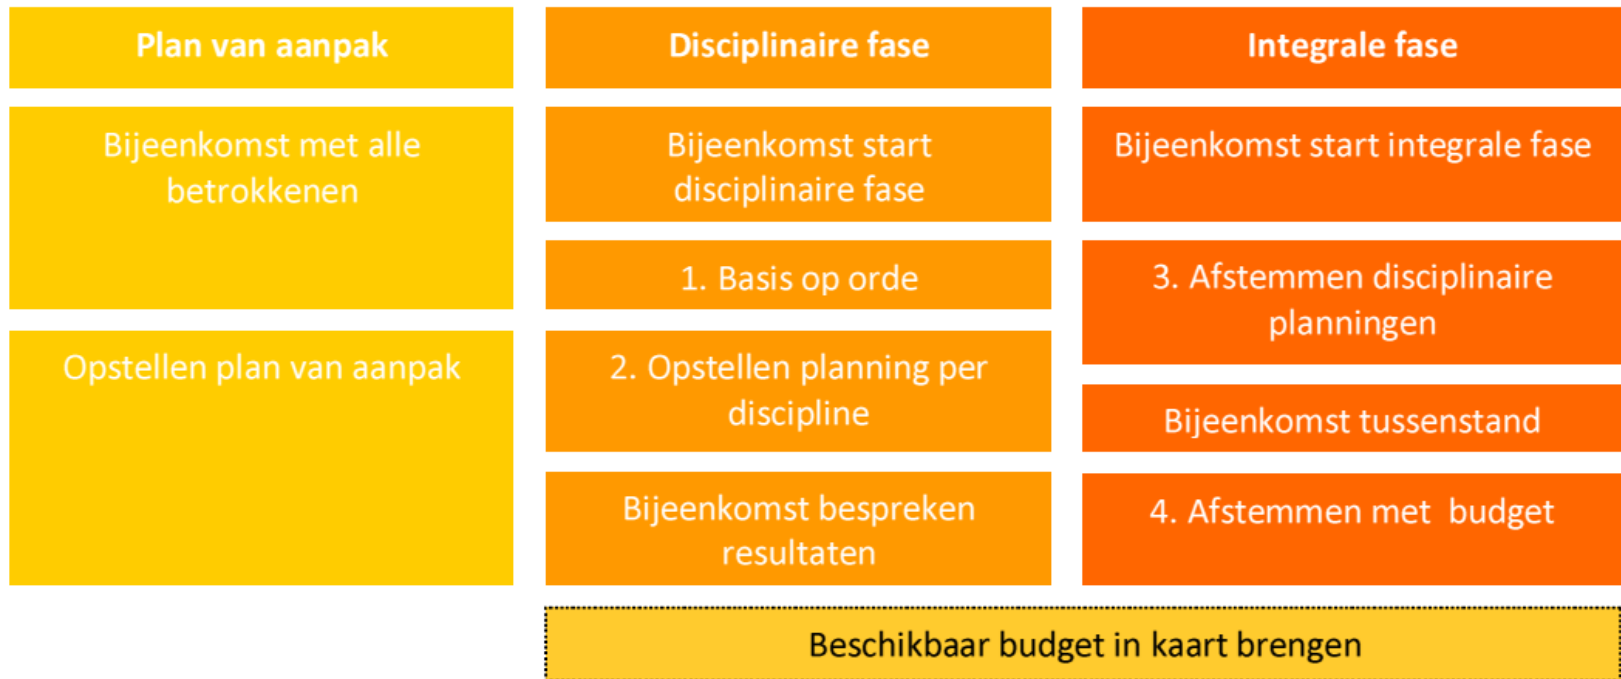 Plan van aanpak
Bijeenkomst met alle
betrokkenen
Opstellen plan van aanpak
Disciplinaire fase
Bijeenkomst start
disciplinaire fase
1. Basis op orde
2. Opstellen planning per
discipline
Bijeenkomst bespreken
resultaten
Integrale fase
Bijeenkomst start integrale fase
3. Afstemmen disciplinaire
planningen
Bijeenkomst tussenstand
4. Afstemmen met  budget
Beschikbaar budget in kaart brengen